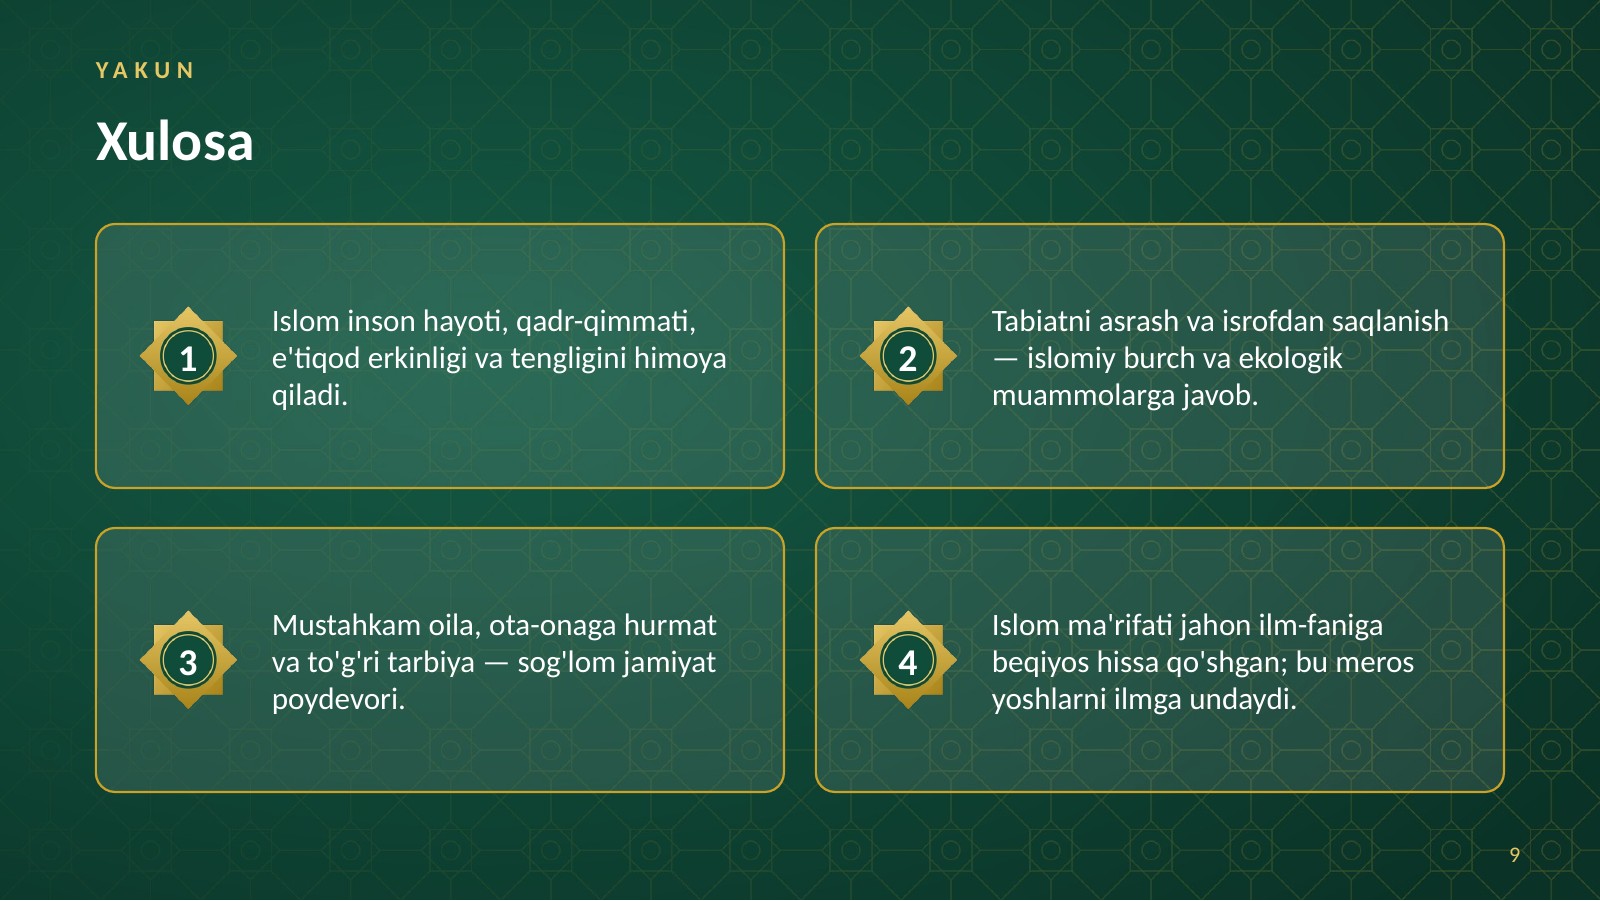 YAKUN
Xulosa
1
Islom inson hayoti, qadr-qimmati,
e'tiqod erkinligi va tengligini himoya
qiladi.
2
Tabiatni asrash va isrofdan saqlanish
— islomiy burch va ekologik
muammolarga javob.
3
Mustahkam oila, ota-onaga hurmat
va to'g'ri tarbiya — sog'lom jamiyat
poydevori.
4
Islom ma'rifati jahon ilm-faniga
beqiyos hissa qo'shgan; bu meros
yoshlarni ilmga undaydi.
9